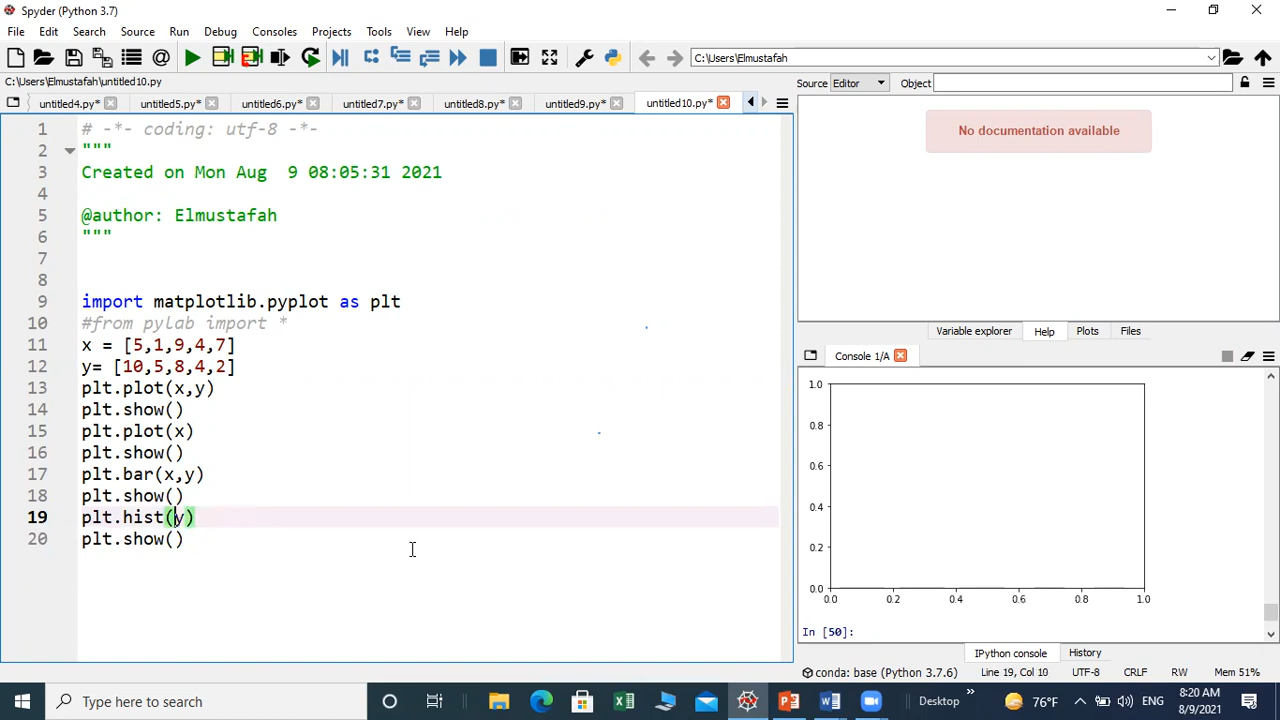 Spyder (Python 3.7)
File Edit Search Source Run Debug Consoles Projects Tools View Help
C:\Users\Elmustafah
C:\Users\Elmustafah\untitled10.py
untitled4.py* untitled5.py* untitled6.py* untitled7.py* untitled8.py* untitled9.py* untitled10.py*
Source Editor Object
No documentation available
1 # -*- coding: utf-8 -*-
2 """
3 Created on Mon Aug  9 08:05:31 2021
4
5 @author: Elmustafah
6 """
7
8
9 import matplotlib.pyplot as plt
10 #from pylab import *
11 x = [5,1,9,4,7]
12 y= [10,5,8,4,2]
13 plt.plot(x,y)
14 plt.show()
15 plt.plot(x)
16 plt.show()
17 plt.bar(x,y)
18 plt.show()
19 plt.hist(y)
20 plt.show()
Variable explorer Help Plots Files
Console 1/A
1.0
0.8
0.6
0.4
0.2
0.0
0.0 0.2 0.4 0.6 0.8 1.0
In [50]:
IPython console History
conda: base (Python 3.7.6) Line 19, Col 10 UTF-8 CRLF RW Mem 51%
Type here to search
Desktop » 76°F ENG
8:20 AM
8/9/2021